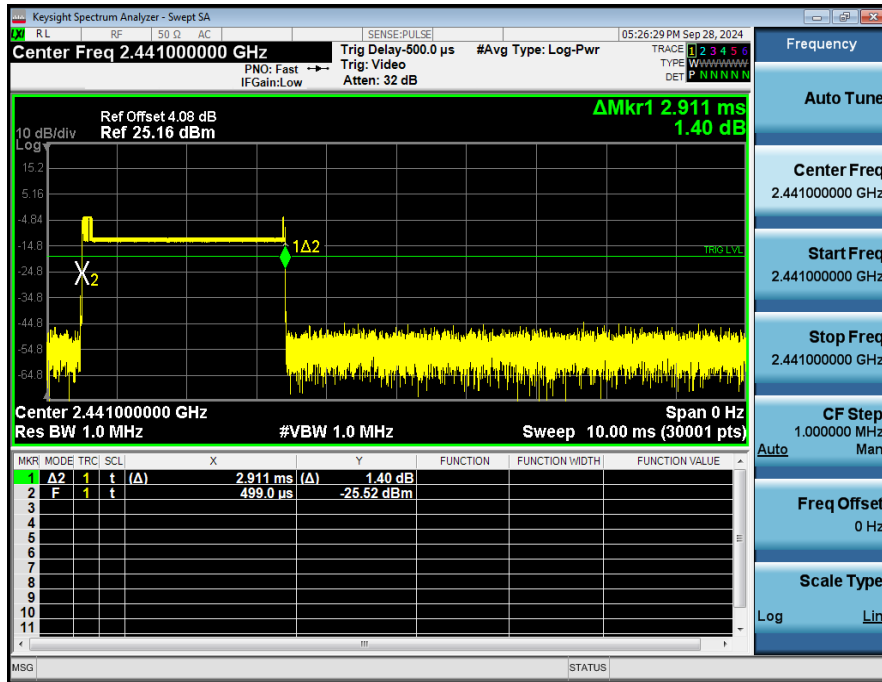 Keysight Spectrum Analyzer - Swept SA
LXI RL RF 50 Ω AC SENSE:PULSE 05:26:29 PM Sep 28, 2024
Center Freq 2.441000000 GHz
PNO: Fast
IFGain:Low
Trig Delay-500.0 µs
Trig: Video
Atten: 32 dB
#Avg Type: Log-Pwr
TRACE 1 2 3 4 5 6
TYPE WWWWWW
DET P N N N N N
ΔMkr1 2.911 ms
1.40 dB
Ref Offset 4.08 dB
Ref 25.16 dBm
10 dB/div
Log
15.2
5.16
-4.84
-14.8
-24.8
-34.8
-44.8
-54.8
-64.8
1Δ2
TRIG LVL
2
Center 2.441000000 GHz Span 0 Hz
Res BW 1.0 MHz #VBW 1.0 MHz Sweep 10.00 ms (30001 pts)
MKR MODE TRC SCL X Y FUNCTION FUNCTION WIDTH FUNCTION VALUE
1 Δ2 1 t (Δ) 2.911 ms (Δ) 1.40 dB
2 F 1 t 499.0 µs -25.52 dBm
3
4
5
6
7
8
9
10
11
MSG STATUS
Frequency
Auto Tune
Center Freq
2.441000000 GHz
Start Freq
2.441000000 GHz
Stop Freq
2.441000000 GHz
CF Step
1.000000 MHz
Auto Man
Freq Offset
0 Hz
Scale Type
Log Lin